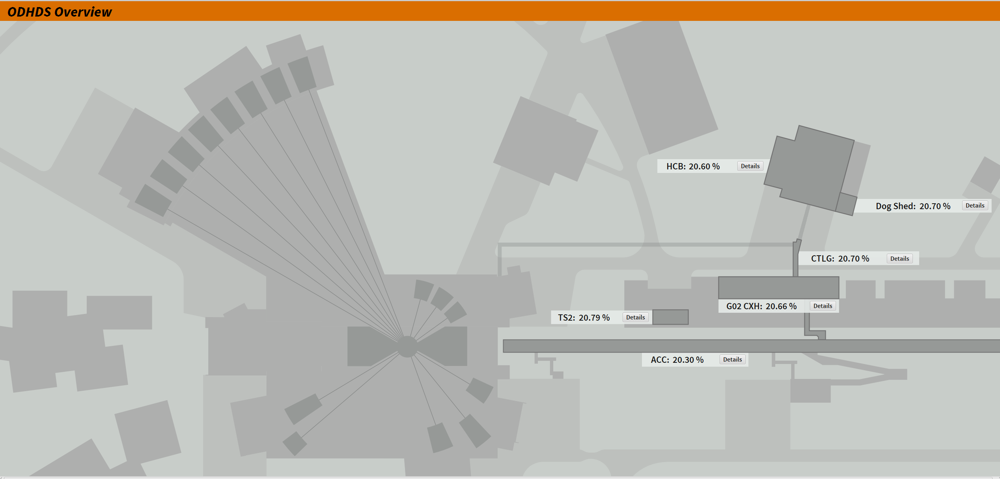 ODHDS Overview
HCB: 20.60 % Details
Dog Shed: 20.70 % Details
CTLG: 20.70 % Details
G02 CXH: 20.66 % Details
TS2: 20.79 % Details
ACC: 20.30 % Details